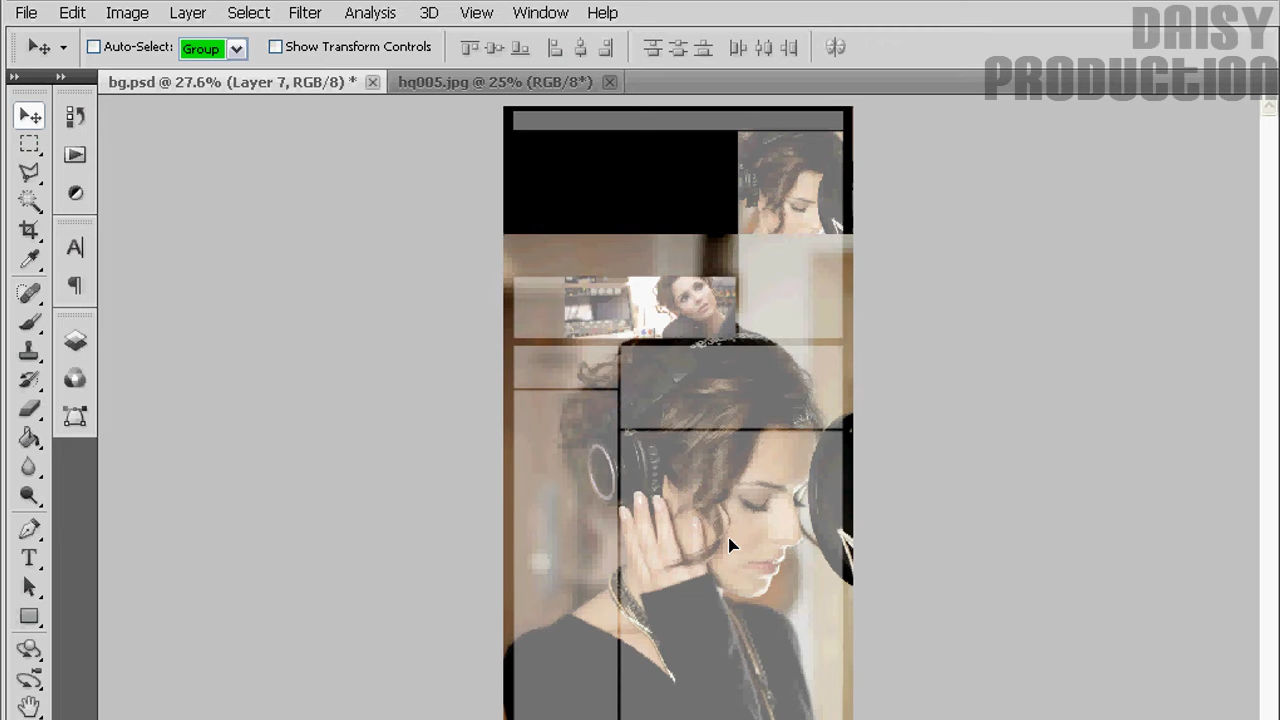 File Edit Image Layer Select Filter Analysis 3D View Window Help
Auto-Select: Group Show Transform Controls
bg.psd @ 27.6% (Layer 7, RGB/8) * hq005.jpg @ 25% (RGB/8*)
DAISY
PRODUCTION